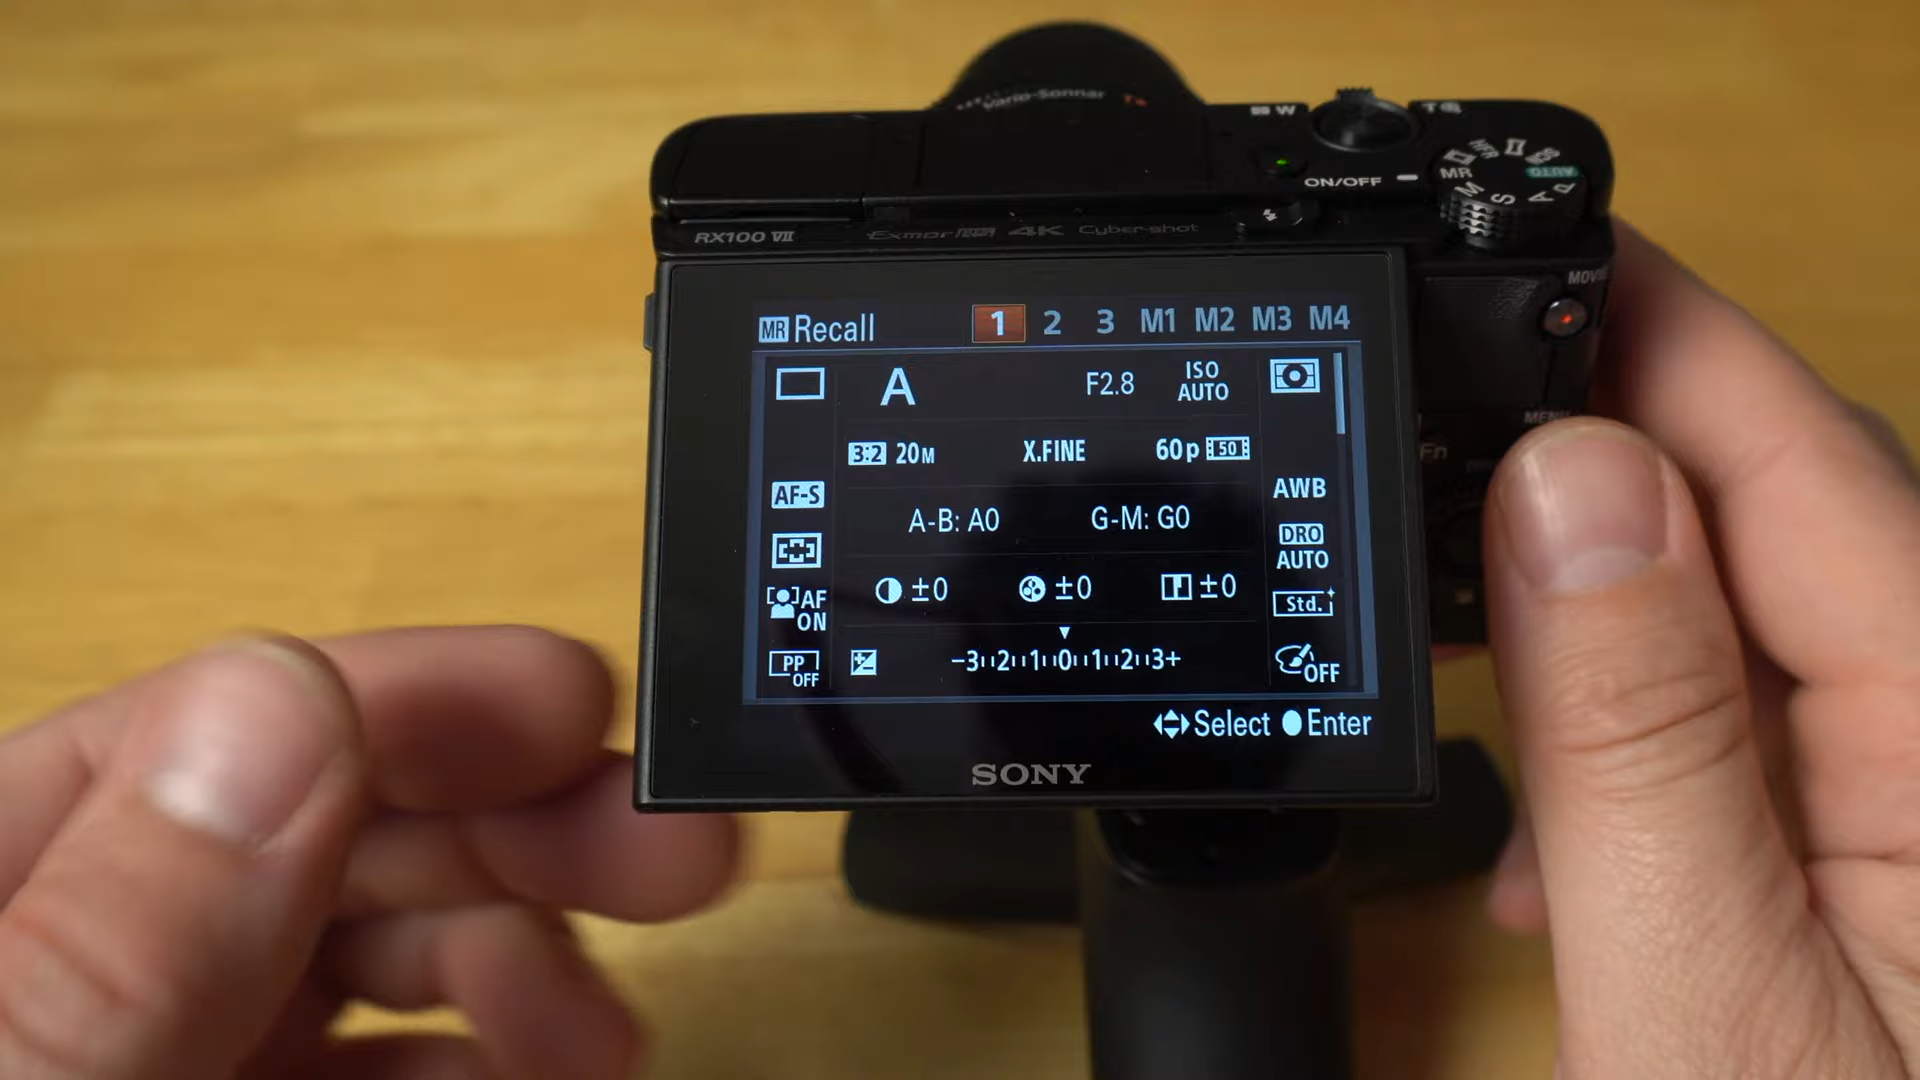 Vario-Sonnar T*
W T
ON/OFF
MR HFR AUTO
M S A P
RX100 VII Exmor RS 4K Cyber-shot
MOVIE
MR Recall 1 2 3 M1 M2 M3 M4
A F2.8 ISO AUTO
3:2 20M X.FINE 60p 50
MENU
Fn
AF-S AWB
A-B: A0 G-M: G0
DRO AUTO
±0 ±0 ±0
AF ON Std.
-3 2 1 0 1 2 3+
PP OFF OFF
Select Enter
SONY